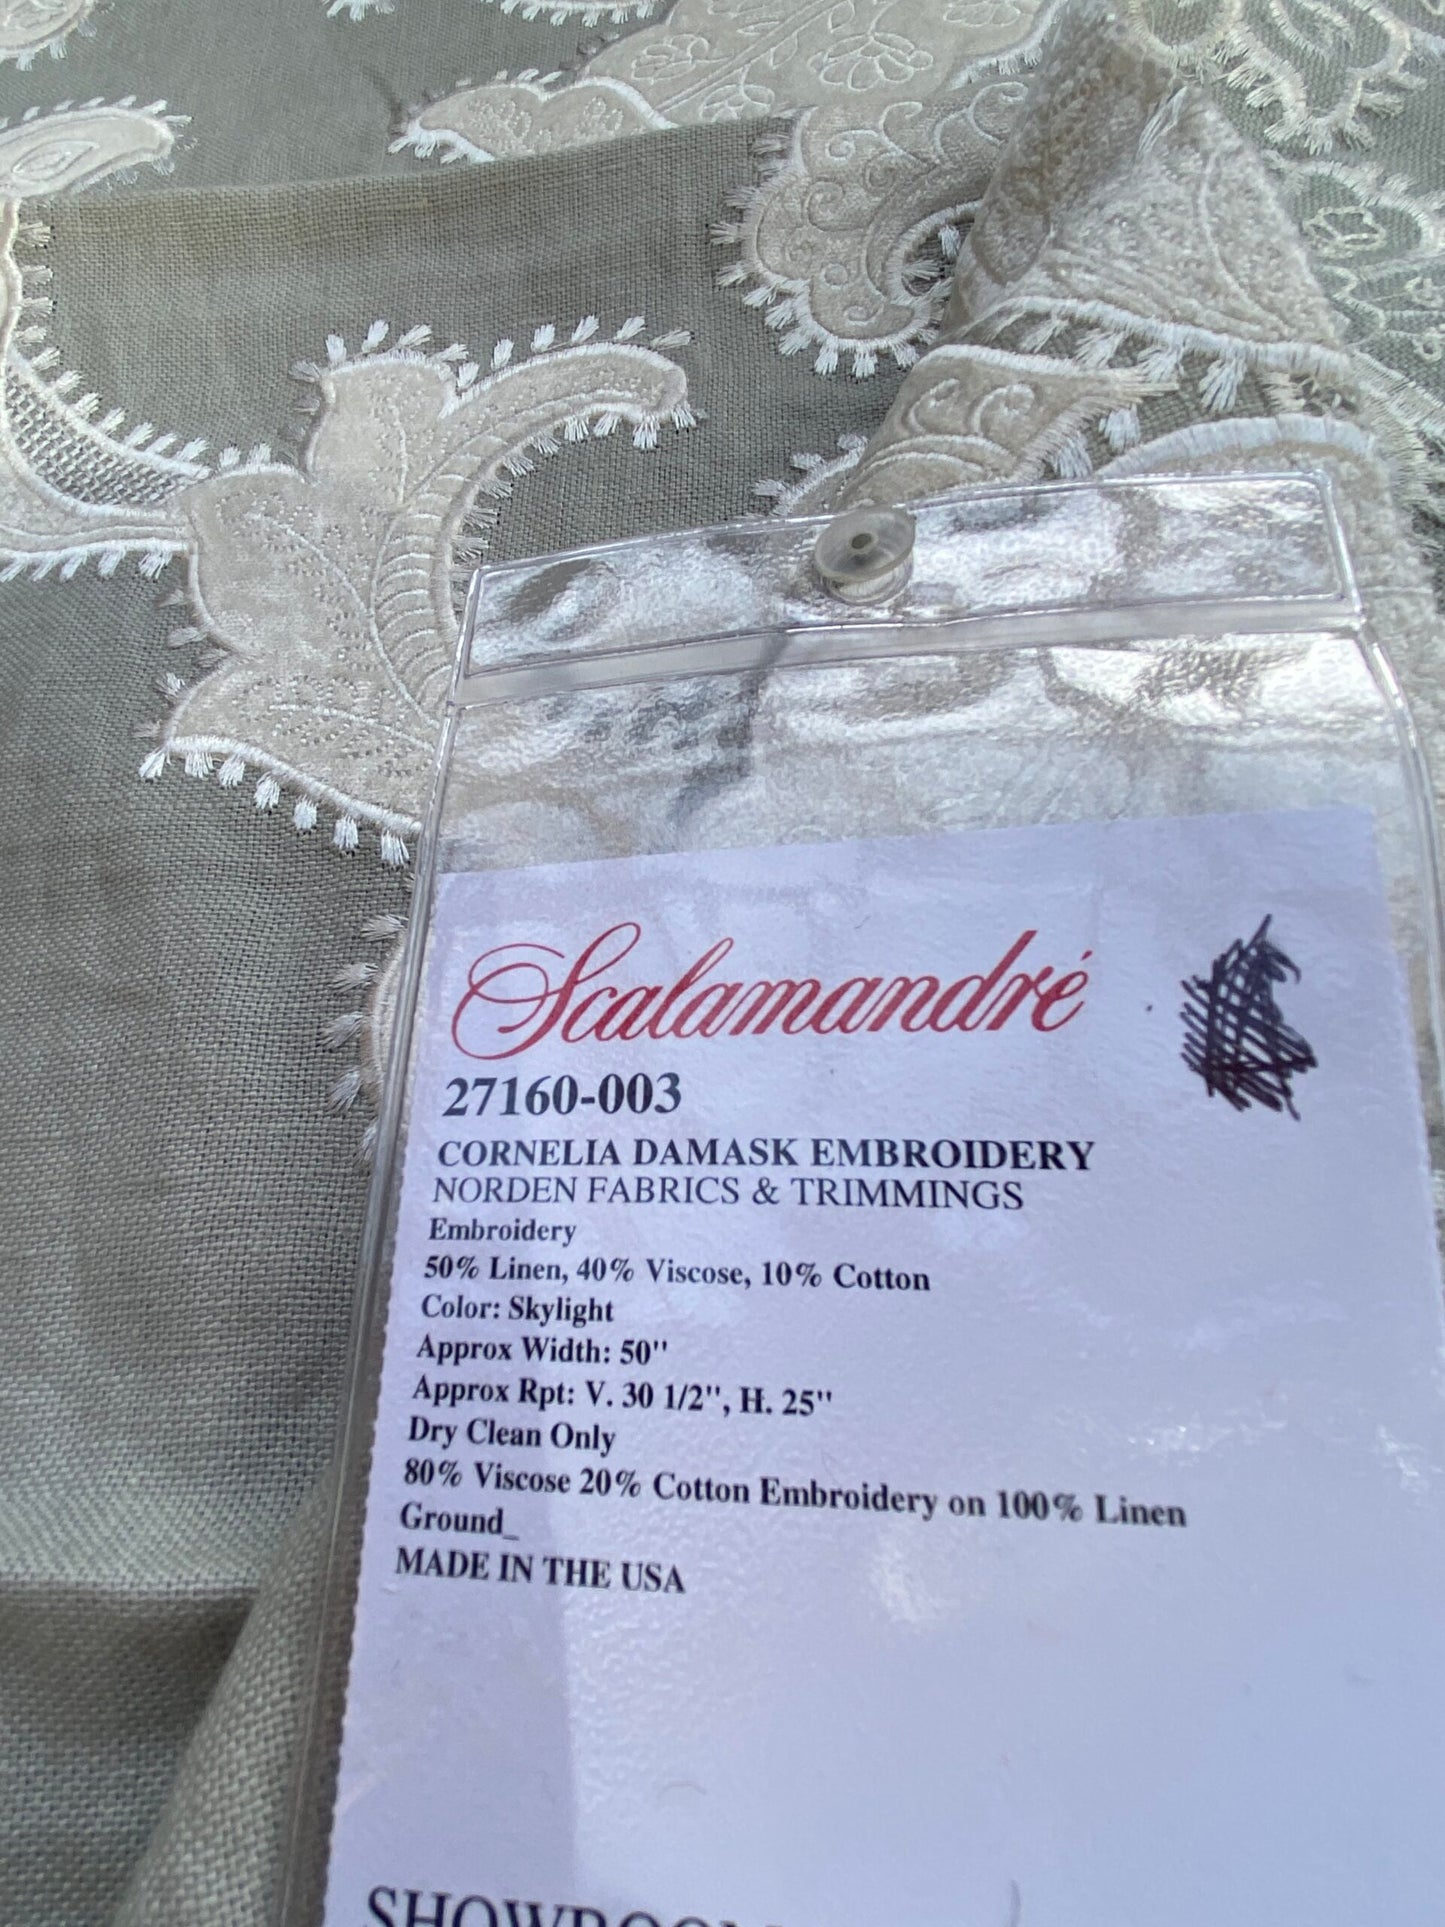 Scalamandré
27160-003
CORNELIA DAMASK EMBROIDERY
NORDEN FABRICS & TRIMMINGS
Embroidery
50% Linen, 40% Viscose, 10% Cotton
Color: Skylight
Approx Width: 50"
Approx Rpt: V. 30 1/2", H. 25"
Dry Clean Only
80% Viscose 20% Cotton Embroidery on 100% Linen
Ground_
MADE IN THE USA